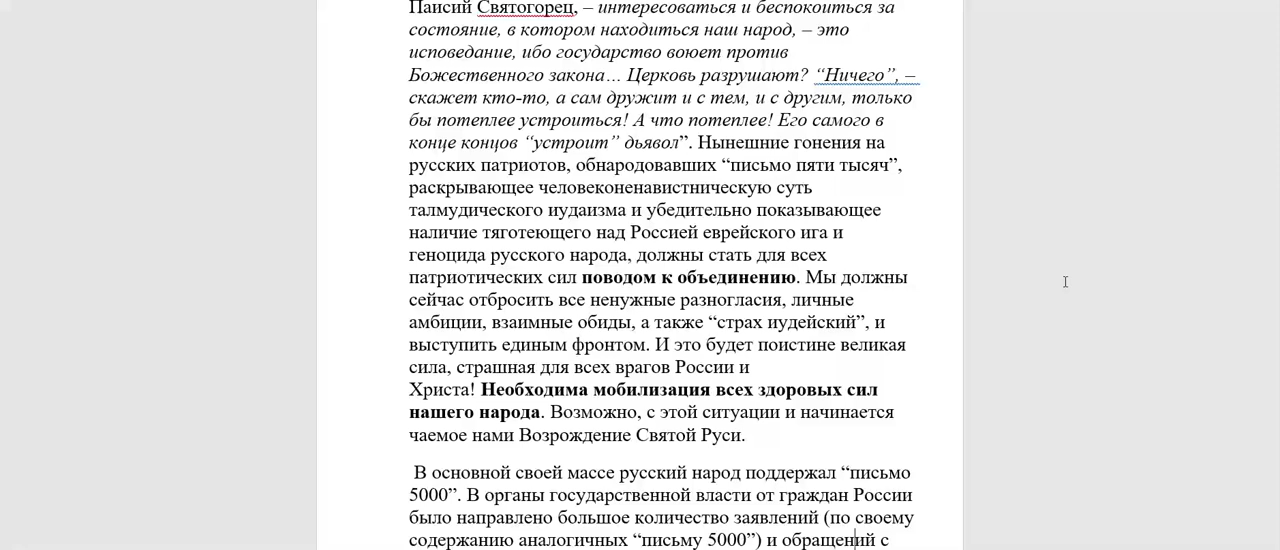 Паисий Святогорец, – интересоваться и беспокоиться за
состояние, в котором находиться наш народ, – это
исповедание, ибо государство воюет против
Божественного закона… Церковь разрушают? “Ничего”, –
скажет кто-то, а сам дружит и с тем, и с другим, только
бы потеплее устроиться! А что потеплее! Его самого в
конце концов “устроит” дьявол”. Нынешние гонения на
русских патриотов, обнародовавших “письмо пяти тысяч”,
раскрывающее человеконенавистническую суть
талмудического иудаизма и убедительно показывающее
наличие тяготеющего над Россией еврейского ига и
геноцида русского народа, должны стать для всех
патриотических сил поводом к объединению. Мы должны
сейчас отбросить все ненужные разногласия, личные
амбиции, взаимные обиды, а также “страх иудейский”, и
выступить единым фронтом. И это будет поистине великая
сила, страшная для всех врагов России и
Христа! Необходима мобилизация всех здоровых сил
нашего народа. Возможно, с этой ситуации и начинается
чаемое нами Возрождение Святой Руси.
В основной своей массе русский народ поддержал “письмо
5000”. В органы государственной власти от граждан России
было направлено большое количество заявлений (по своему
содержанию аналогичных “письму 5000”) и обращений с